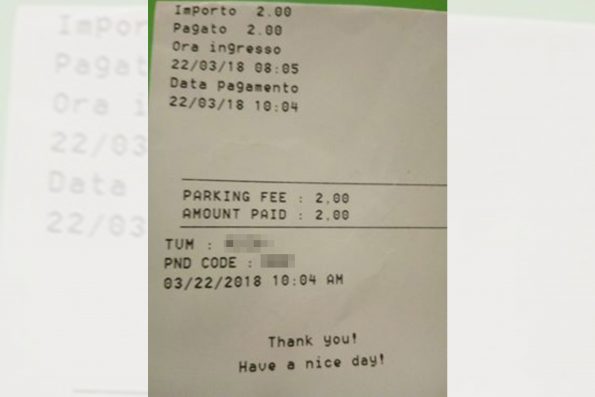 Importo 2.00
Pagato 2.00
Ora ingresso
22/03/18 08:05
Data pagamento
22/03/18 10:04
PARKING FEE : 2,00
AMOUNT PAID : 2,00
TUM :
PND CODE :
03/22/2018 10:04 AM
Thank you!
Have a nice day!